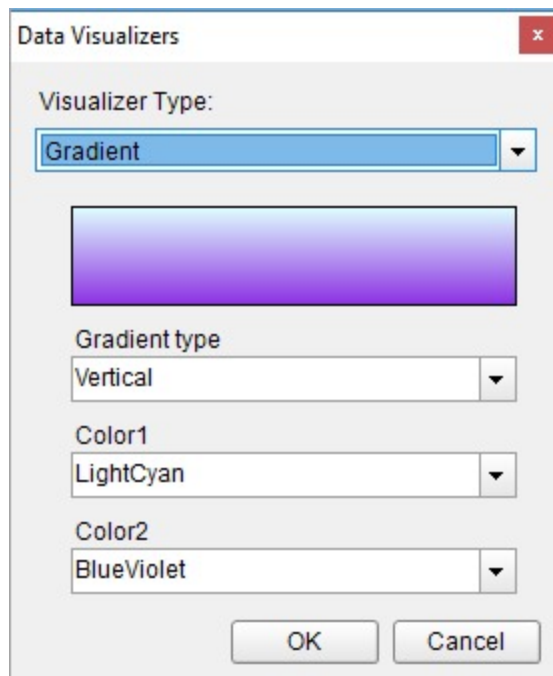 Data Visualizers
x
Visualizer Type:
Gradient
Gradient type
Vertical
Color1
LightCyan
Color2
BlueViolet
OK Cancel